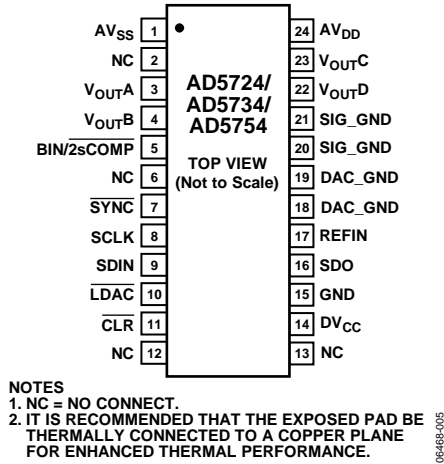 AVSS 1
24 AVDD
NC 2
23 VOUTC
VOUTA 3
22 VOUTD
VOUTB 4
21 SIG_GND
BIN/2sCOMP 5
20 SIG_GND
NC 6
19 DAC_GND
SYNC 7
18 DAC_GND
SCLK 8
17 REFIN
SDIN 9
16 SDO
LDAC 10
15 GND
CLR 11
14 DVCC
NC 12
13 NC
AD5724/
AD5734/
AD5754
TOP VIEW
(Not to Scale)
NOTES
1. NC = NO CONNECT.
2. IT IS RECOMMENDED THAT THE EXPOSED PAD BE
THERMALLY CONNECTED TO A COPPER PLANE
FOR ENHANCED THERMAL PERFORMANCE.
06468-005